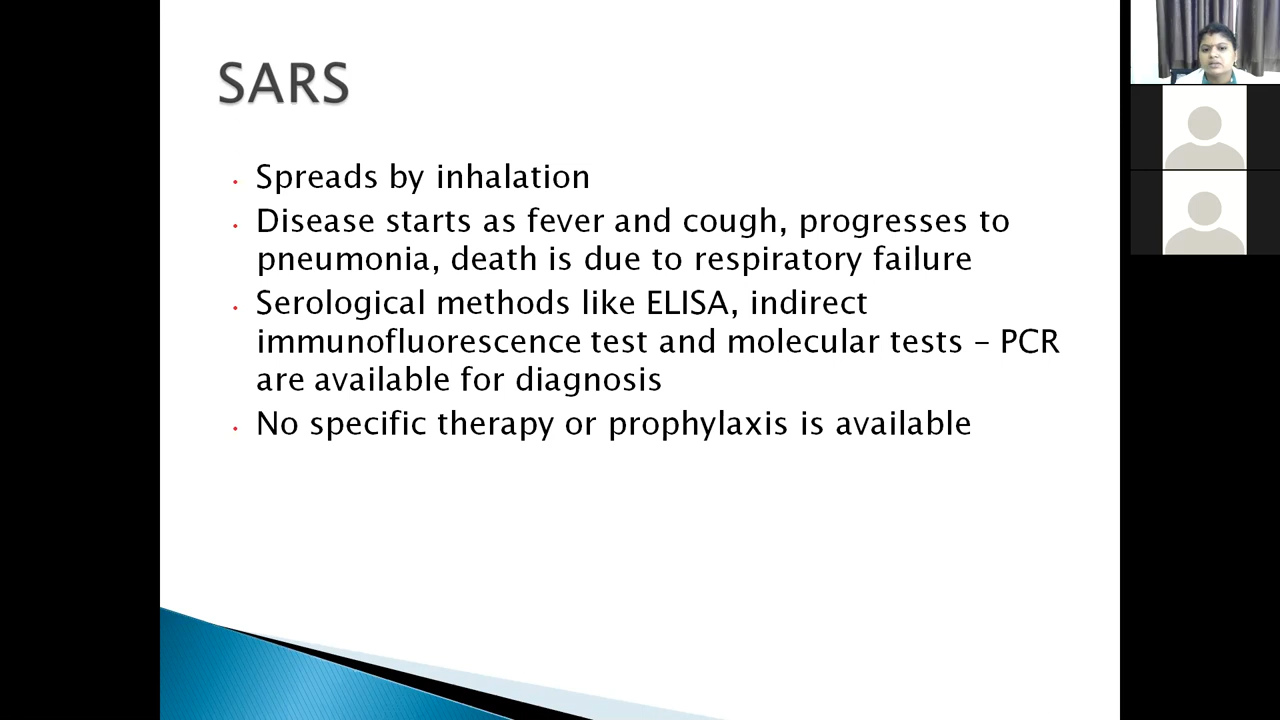 SARS
• Spreads by inhalation
• Disease starts as fever and cough, progresses to
pneumonia, death is due to respiratory failure
• Serological methods like ELISA, indirect
immunofluorescence test and molecular tests – PCR
are available for diagnosis
• No specific therapy or prophylaxis is available